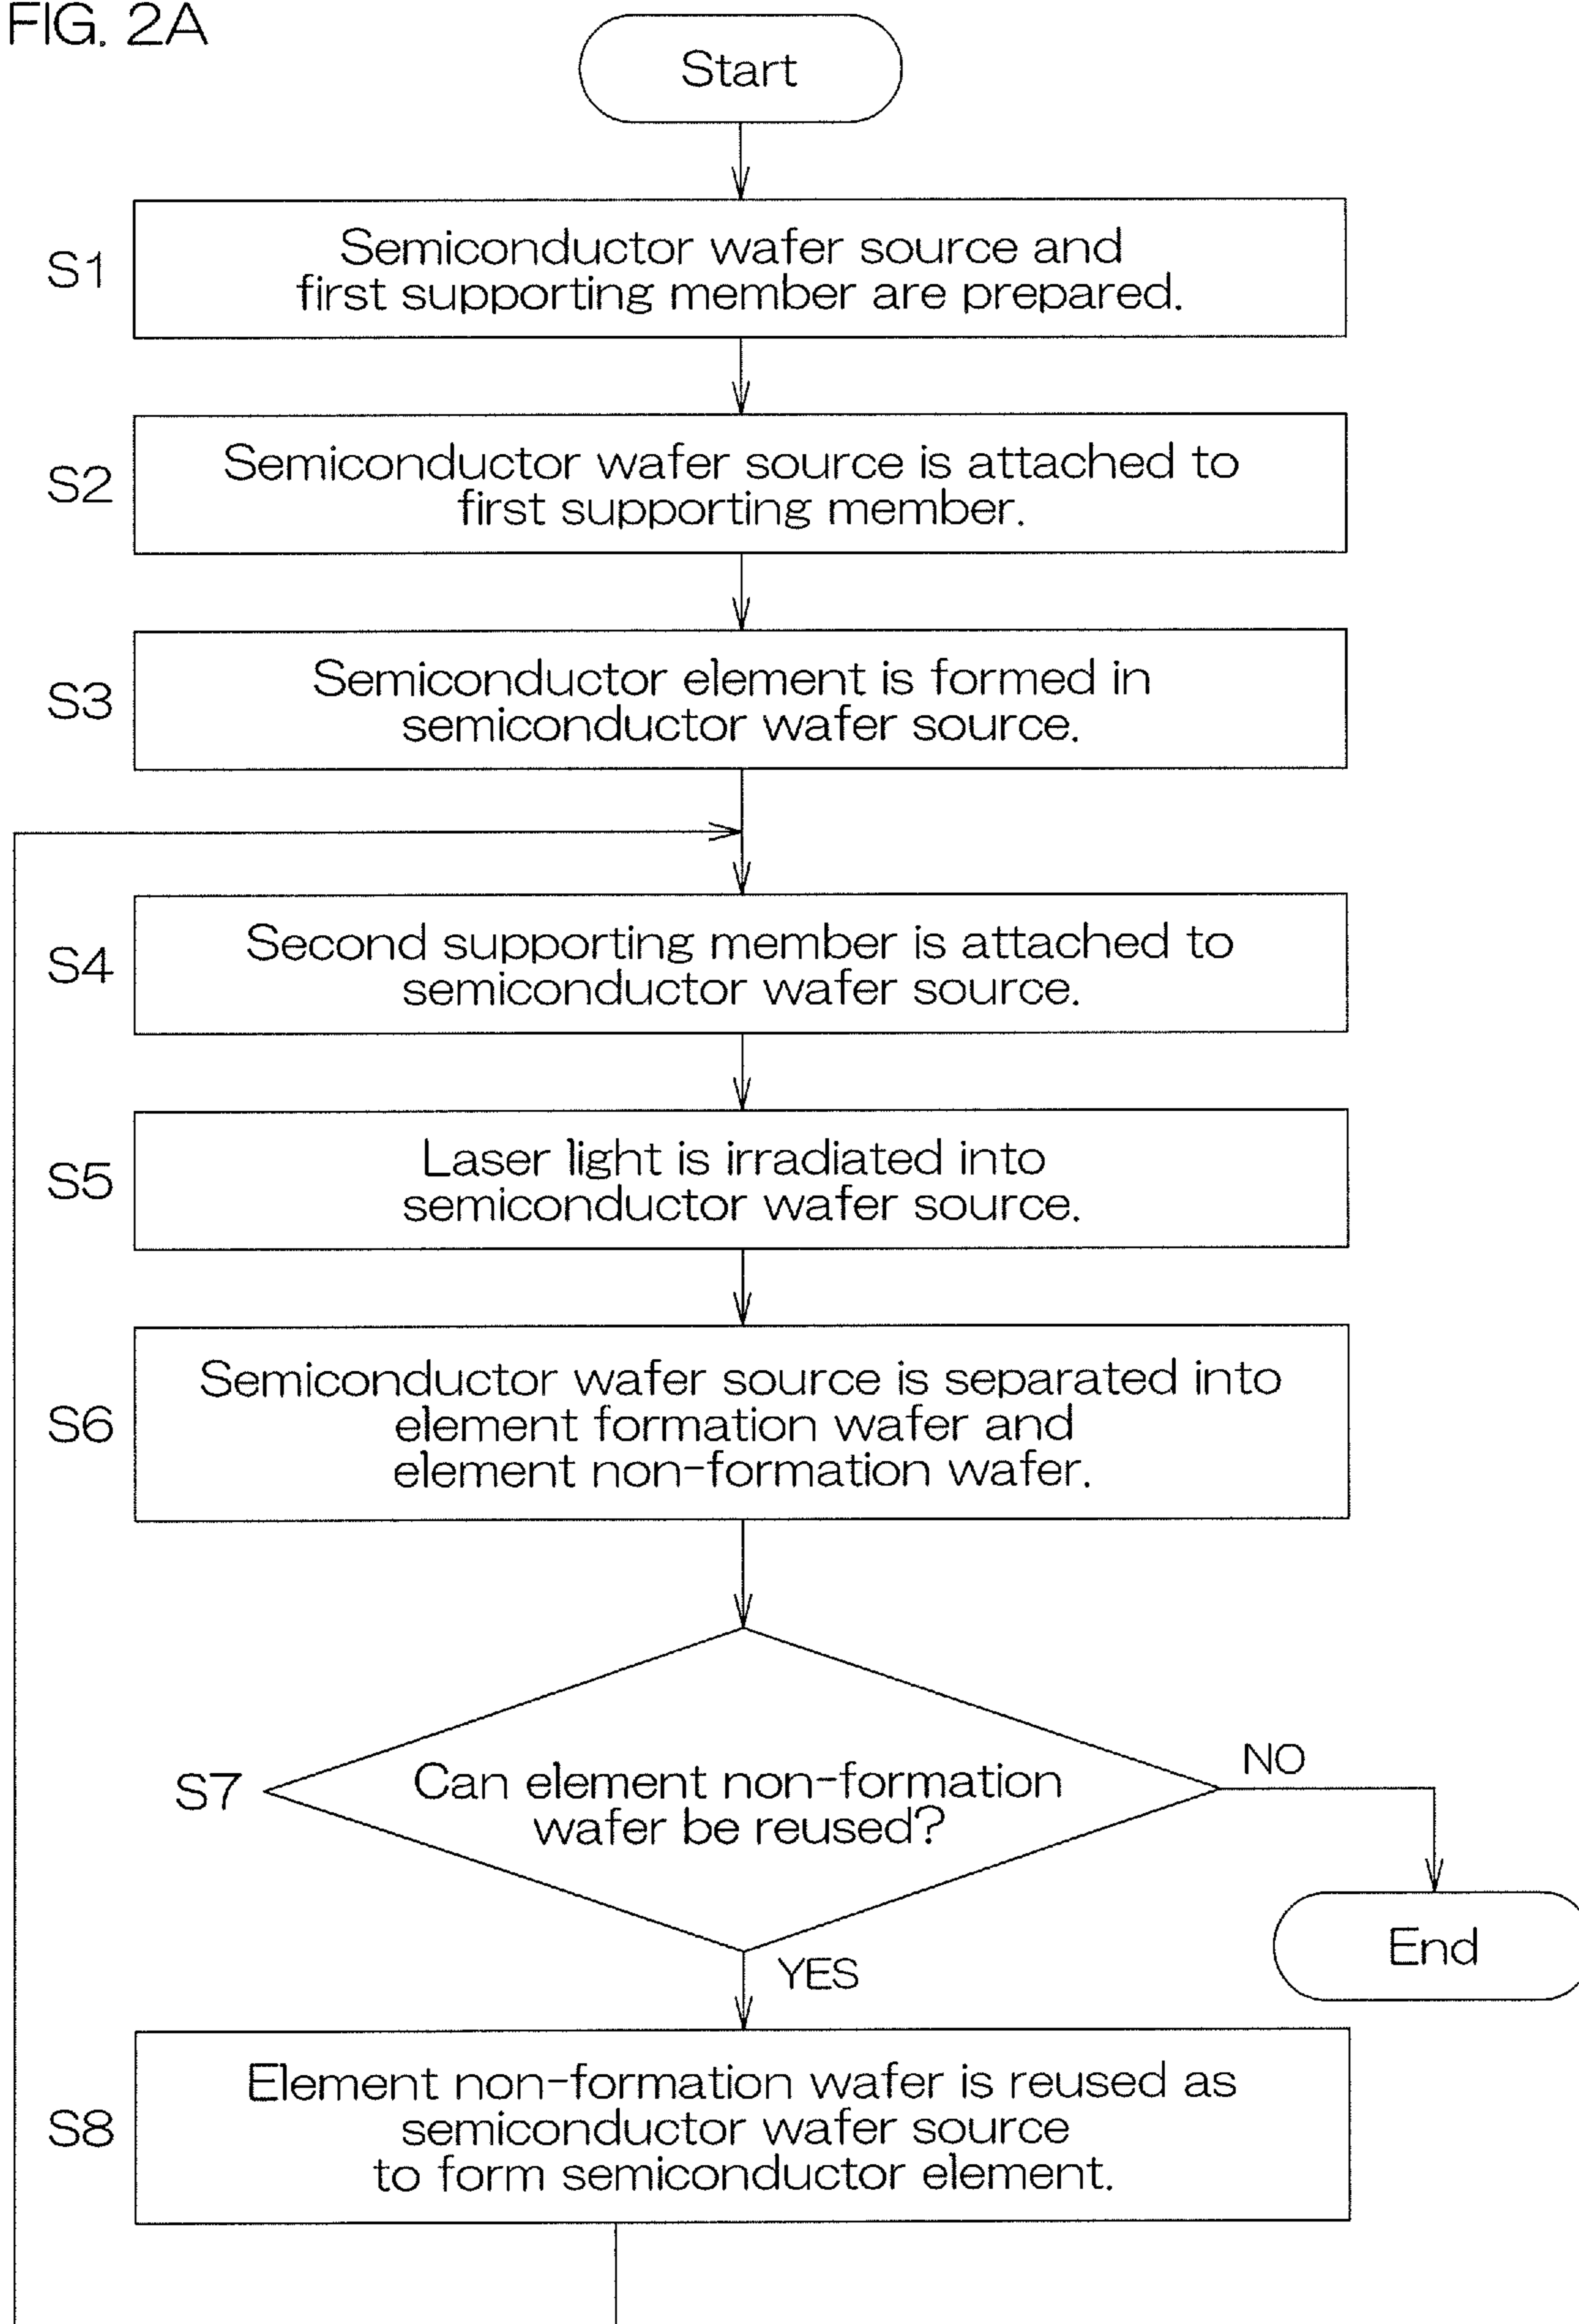 FIG. 2A
Start
S1
Semiconductor wafer source and
first supporting member are prepared.
S2
Semiconductor wafer source is attached to
first supporting member.
S3
Semiconductor element is formed in
semiconductor wafer source.
S4
Second supporting member is attached to
semiconductor wafer source.
S5
Laser light is irradiated into
semiconductor wafer source.
S6
Semiconductor wafer source is separated into
element formation wafer and
element non-formation wafer.
S7
Can element non-formation
wafer be reused?
NO
End
YES
S8
Element non-formation wafer is reused as
semiconductor wafer source
to form semiconductor element.